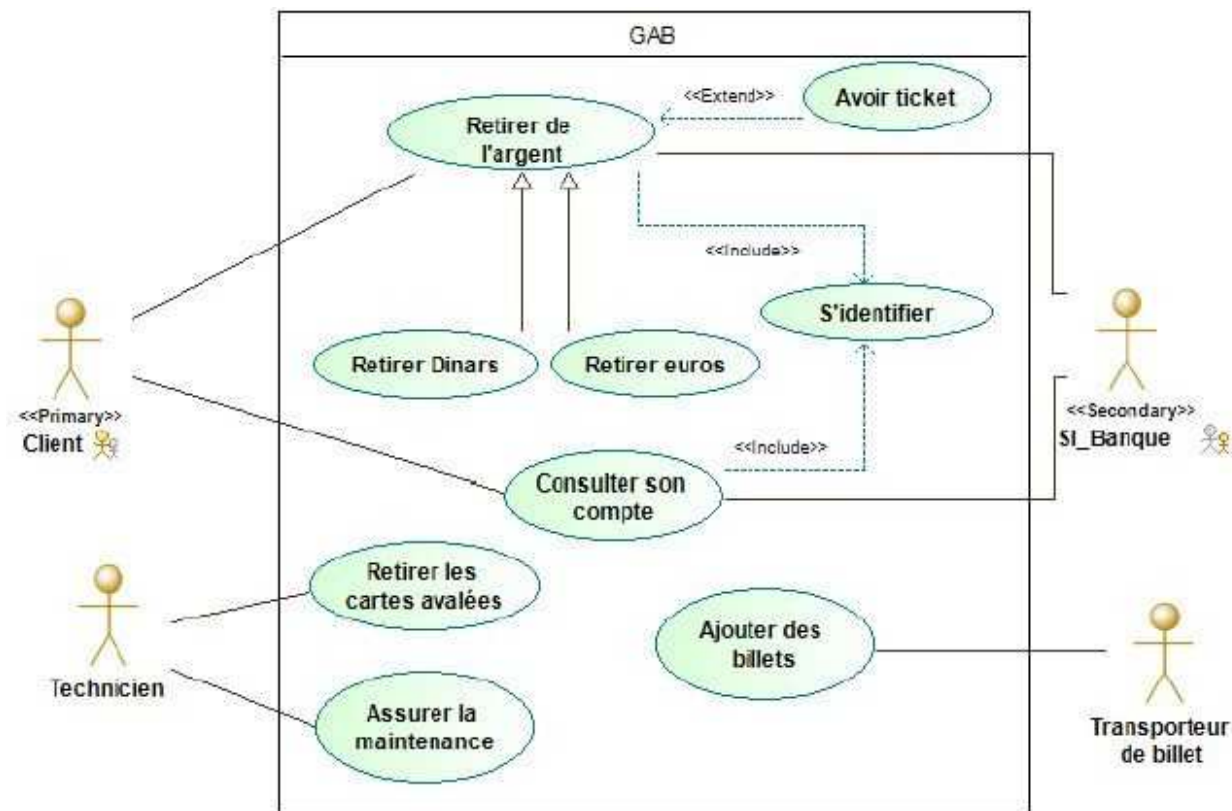 GAB
<<Extend>>
Avoir ticket
Retirer de
l'argent
<<Include>>
S'identifier
Retirer Dinars
Retirer euros
<<Primary>>
Client
<<Secondary>>
SI_Banque
<<Include>>
Consulter son
compte
Retirer les
cartes avalées
Ajouter des
billets
Technicien
Assurer la
maintenance
Transporteur
de billet